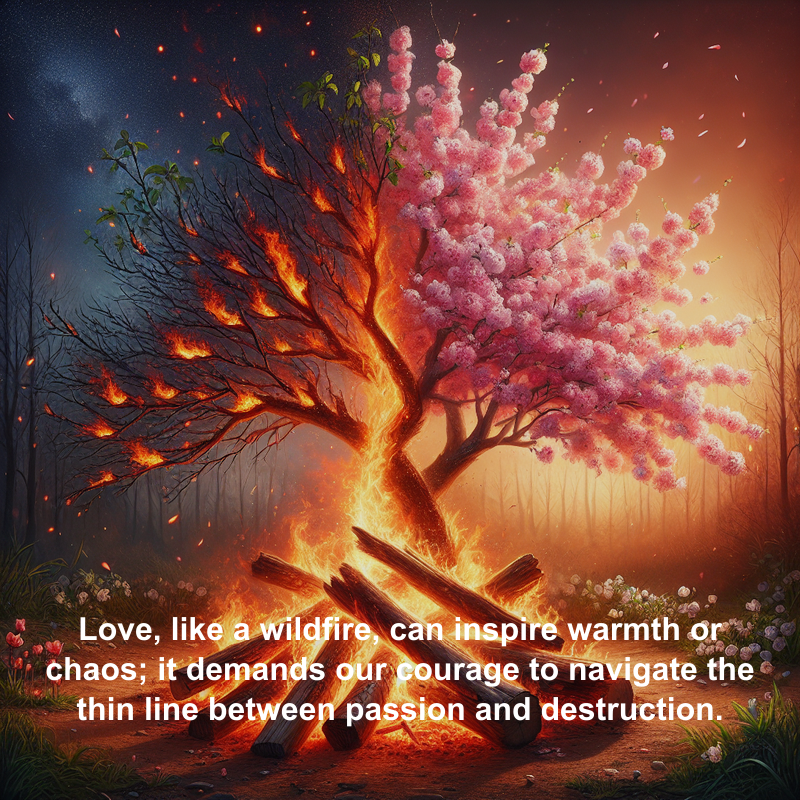 Love, like a wildfire, can inspire warmth or
chaos; it demands our courage to navigate the
thin line between passion and destruction.